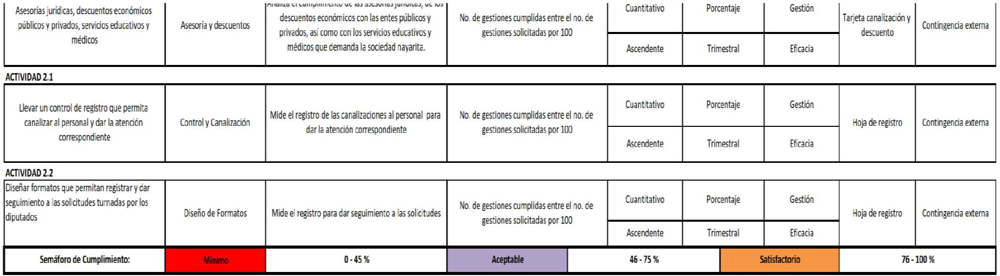 Asesorías jurídicas, descuentos económicos
públicos y privados, servicios educativos y
médicos
Asesoría y descuentos
Analiza el cumplimiento de las asesorías jurídicas, de los
descuentos económicos con las entes públicos y
privados, así como con los servicios educativos y
médicos que demanda la sociedad nayarita.
No. de gestiones cumplidas entre el no. de
gestiones solicitadas por 100
Cuantitativo
Porcentaje
Gestión
Ascendente
Trimestral
Eficacia
Tarjeta canalización y
descuento
Contingencia externa
ACTIVIDAD 2.1
Llevar un control de registro que permita
canalizar al personal y dar la atención
correspondiente
Control y Canalización
Mide el registro de las canalizaciones al personal para
dar la atención correspondiente
No. de gestiones cumplidas entre el no. de
gestiones solicitadas por 100
Cuantitativo
Porcentaje
Gestión
Ascendente
Trimestral
Eficacia
Hoja de registro
Contingencia externa
ACTIVIDAD 2.2
Diseñar formatos que permitan registrar y dar
seguimiento a las solicitudes turnadas por los
diputados
Diseño de Formatos
Mide el registro para dar seguimiento a las solicitudes
No. de gestiones cumplidas entre el no. de
gestiones solicitadas por 100
Cuantitativo
Porcentaje
Gestión
Ascendente
Trimestral
Eficacia
Hoja de registro
Contingencia externa
Semáforo de Cumplimiento:
Mínimo
0 - 45 %
Aceptable
46 - 75 %
Satisfactorio
76 - 100 %